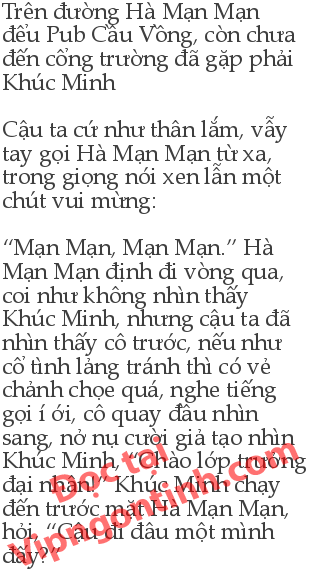 Trên đường Hà Mạn Mạn
đểu Pub Cầu Vồng, còn chưa
đến cổng trường đã gặp phải
Khúc Minh
Cậu ta cứ như thân lắm, vẫy
tay gọi Hà Mạn Mạn từ xa,
trong giọng nói xen lẫn một
chút vui mừng:
“Mạn Mạn, Mạn Mạn.” Hà
Mạn Mạn định đi vòng qua,
coi như không nhìn thấy
Khúc Minh, nhưng cậu ta đã
nhìn thấy cô trước, nếu như
cổ tình lảng tránh thì có vẻ
chảnh chọe quá, nghe tiếng
gọi í ới, cô quay đầu nhìn
sang, nở nụ cười giả tạo nhìn
Khúc Minh, “Chào lớp trưởng
đại nhân!” Khúc Minh chạy
đến trước mặt Hà Mạn Mạn,
hỏi, “Cậu đi đâu một mình
đấy?”
Đọc tại
Vipngontinh.com